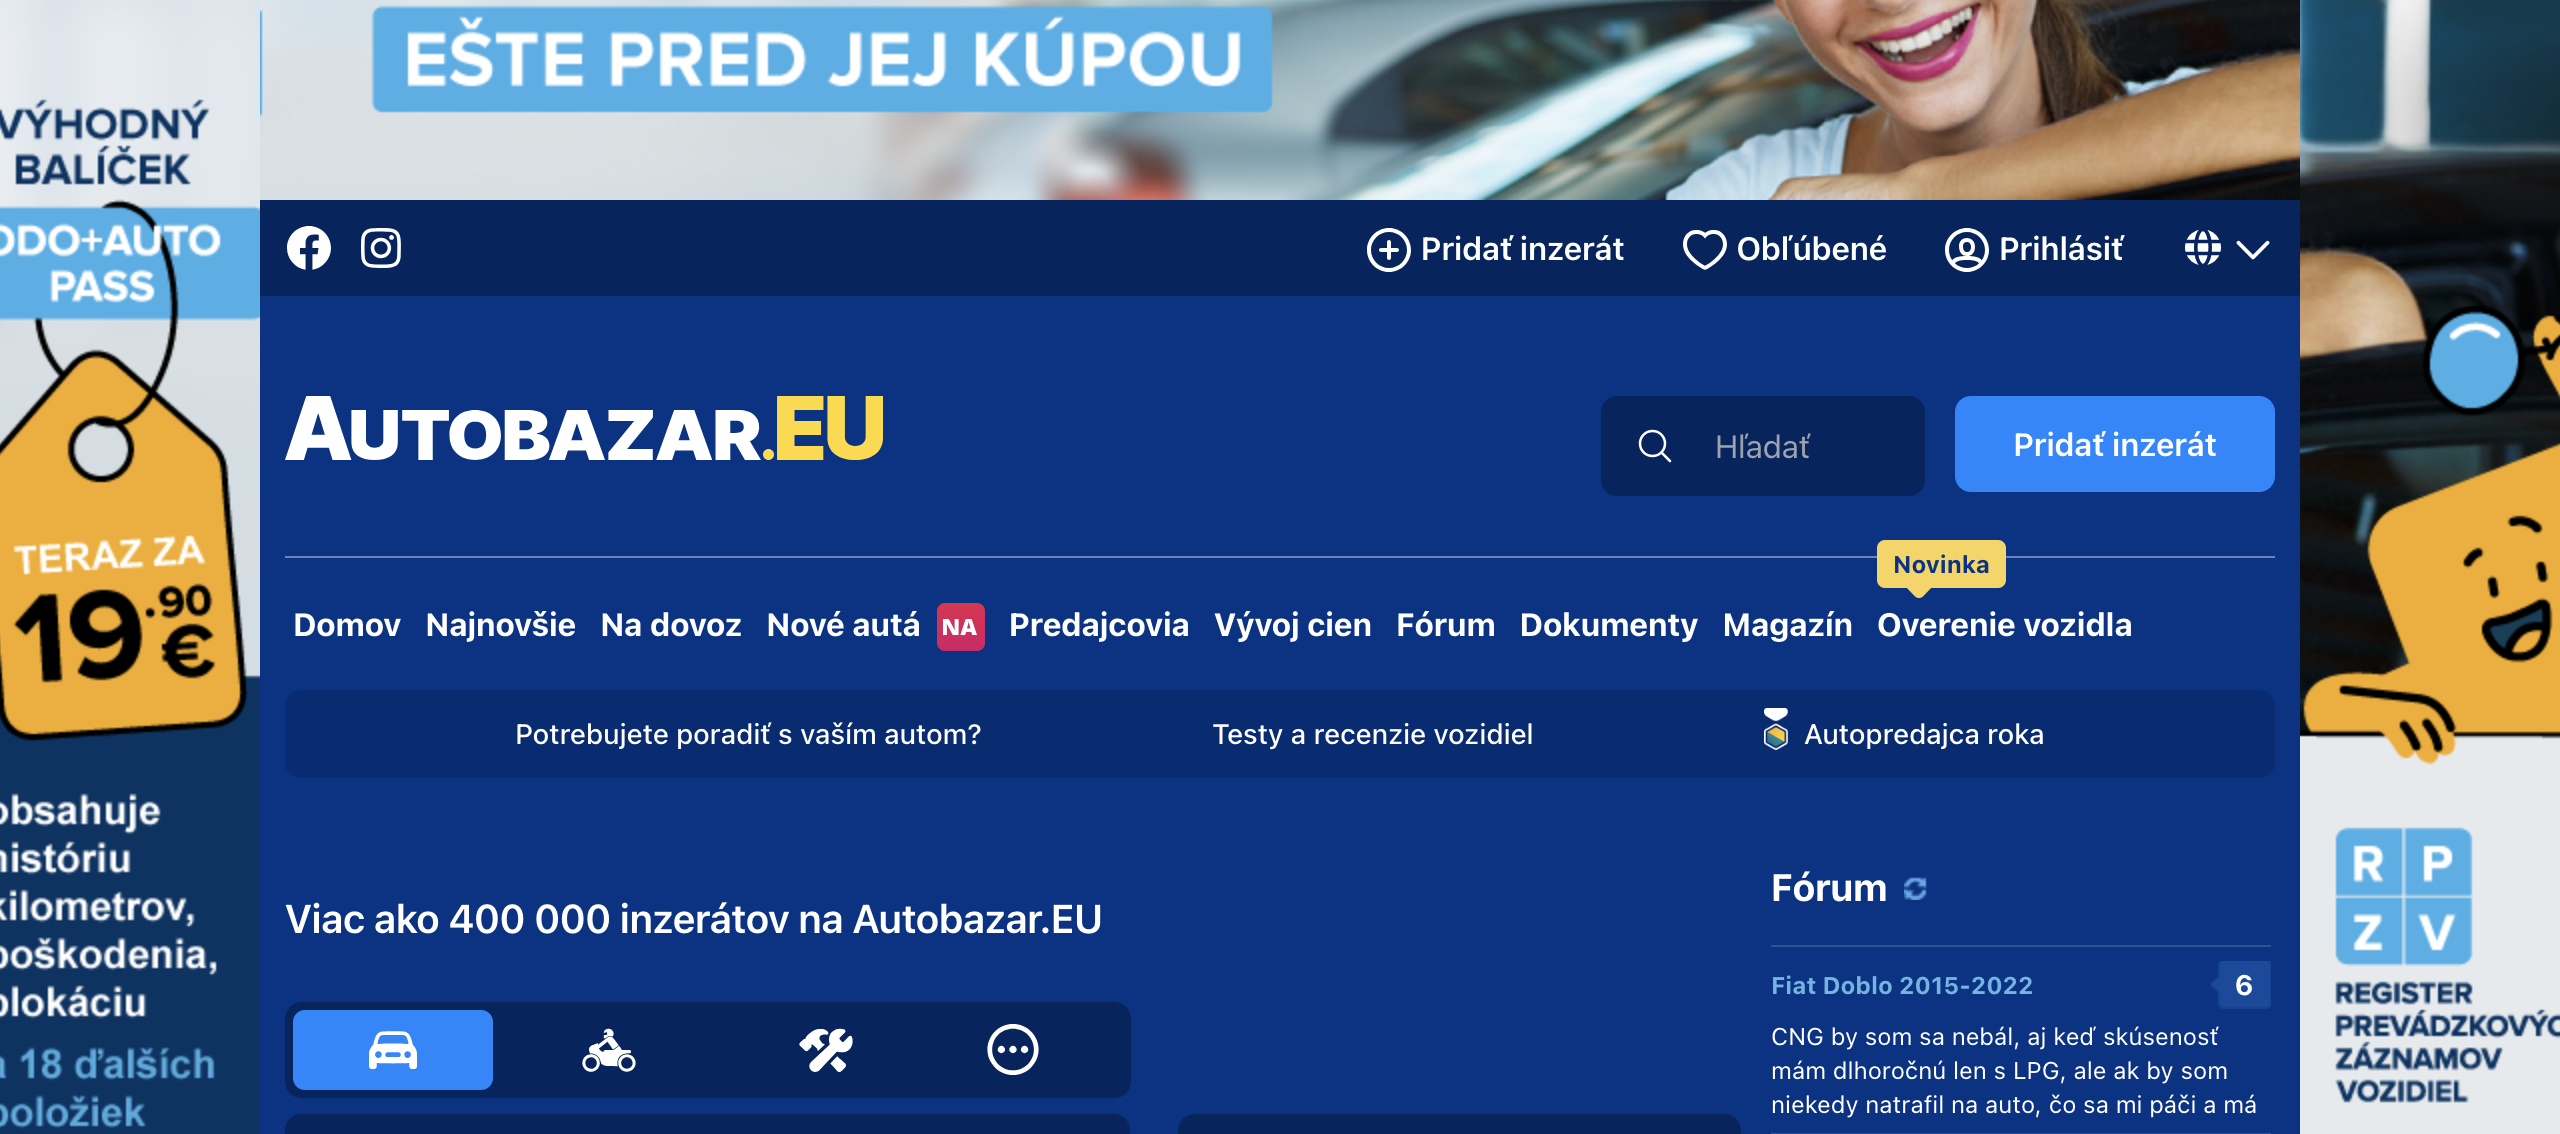 EŠTE PRED JEJ KÚPOU
VÝHODNÝ
BALÍČEK
ODO+AUTO
PASS
TERAZ ZA
19.90 €
obsahuje
históriu
kilometrov,
poškodenia,
blokáciu
a 18 ďalších
položiek
Pridať inzerát
Obľúbené
Prihlásiť
AUTOBAZAR.EU
Hľadať
Pridať inzerát
Novinka
Domov Najnovšie Na dovoz Nové autá NA Predajcovia Vývoj cien Fórum Dokumenty Magazín Overenie vozidla
Potrebujete poradiť s vaším autom? Testy a recenzie vozidiel Autopredajca roka
Viac ako 400 000 inzerátov na Autobazar.EU
Fórum
Fiat Doblo 2015-2022 6
CNG by som sa nebál, aj keď skúsenosť
mám dlhoročnú len s LPG, ale ak by som
niekedy natrafil na auto, čo sa mi páči a má
R P
Z V
REGISTER
ZÁZNAMOV
VOZIDIEL